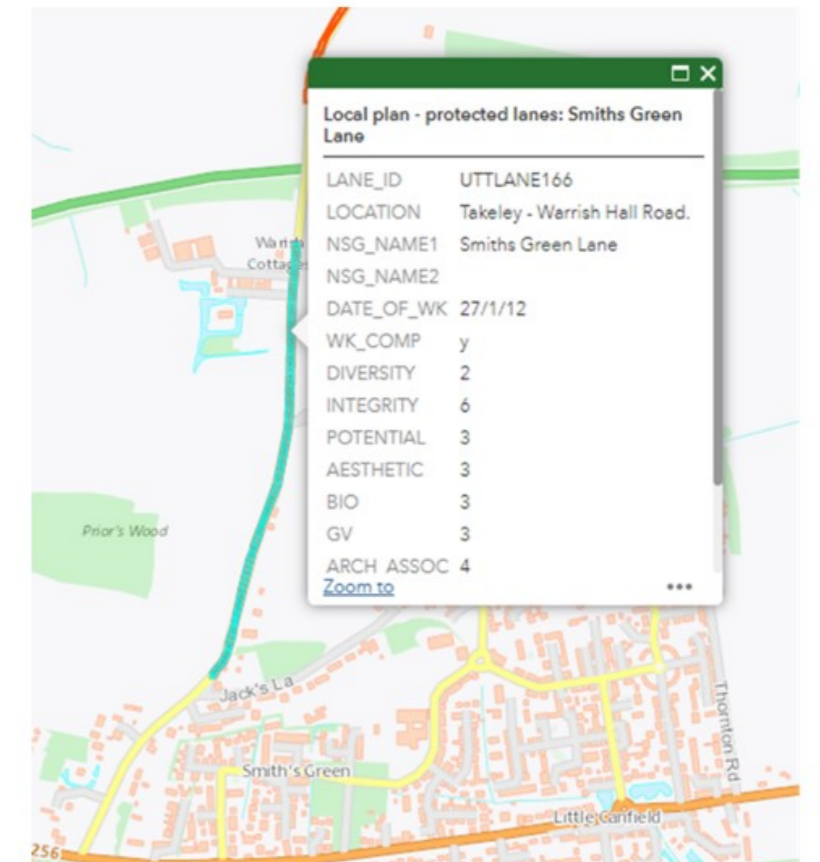 Local plan - protected lanes: Smiths Green
Lane
LANE_ID UTTLANE166
LOCATION Takeley - Warrish Hall Road.
NSG_NAME1 Smiths Green Lane
NSG_NAME2
DATE_OF_WK 27/1/12
WK_COMP y
DIVERSITY 2
INTEGRITY 6
POTENTIAL 3
AESTHETIC 3
BIO 3
GV 3
ARCH ASSOC 4
Zoom to
Prior's Wood
Jack's La
Thornton Rd
Smith's Green
Little Canfield
256